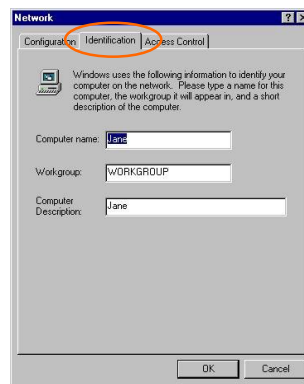 Network
Configuration Identification Access Control
Windows uses the following information to identify your
computer on the network. Please type a name for this
computer, the workgroup it will appear in, and a short
description of the computer.
Computer name: Jane
Workgroup: WORKGROUP
Computer
Description: Jane
OK Cancel